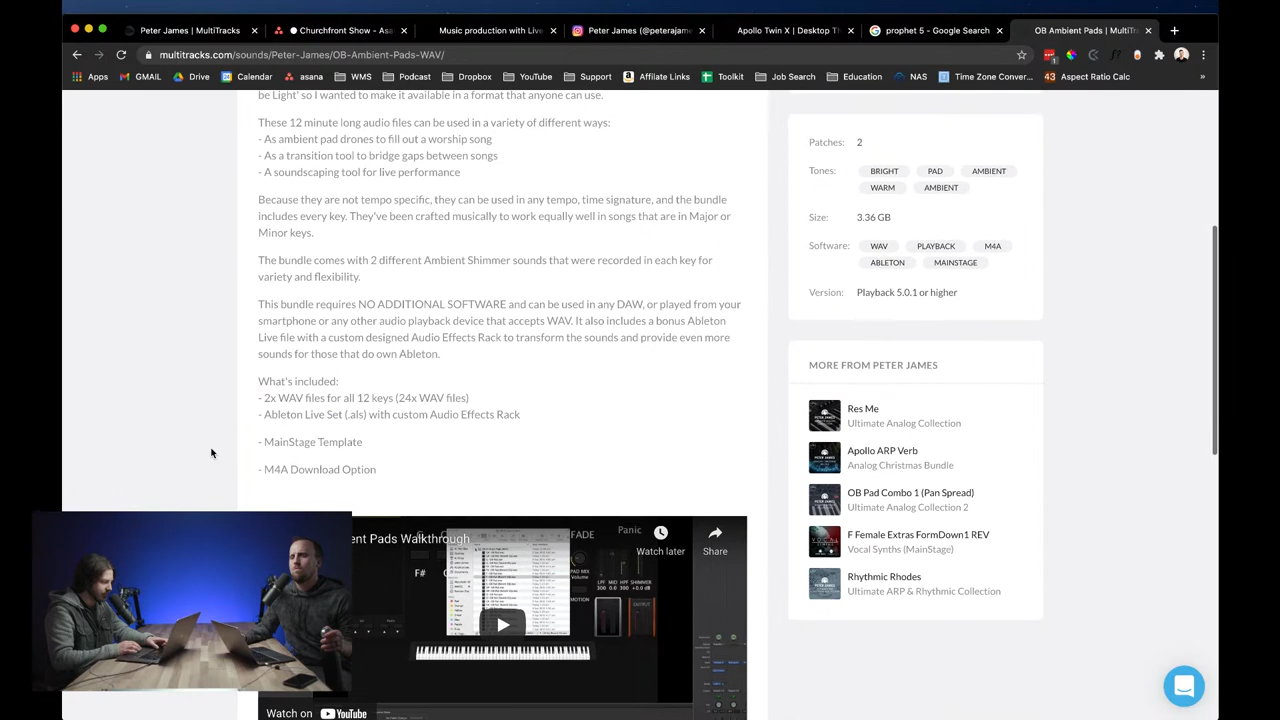 Peter James | MultiTracks
Churchfront Show - Asa
Music production with Live
Peter James (@peterajame
Apollo Twin X | Desktop Th
prophet 5 - Google Search
OB Ambient Pads | MultiTra
multitracks.com/sounds/Peter-James/OB-Ambient-Pads-WAV/
Apps
GMAIL
Drive
Calendar
asana
WMS
Podcast
Dropbox
YouTube
Support
Affilate Links
Toolkit
Job Search
Education
NAS
Time Zone Conver...
43 Aspect Ratio Calc
»
be Light' so I wanted to make it available in a format that anyone can use.
These 12 minute long audio files can be used in a variety of different ways:
- As ambient pad drones to fill out a worship song
- As a transition tool to bridge gaps between songs
- A soundscaping tool for live performance
Because they are not tempo specific, they can be used in any tempo, time signature, and the bundle
includes every key. They've been crafted musically to work equally well in songs that are in Major or
Minor keys.
The bundle comes with 2 different Ambient Shimmer sounds that were recorded in each key for
variety and flexibility.
This bundle requires NO ADDITIONAL SOFTWARE and can be used in any DAW, or played from your
smartphone or any other audio playback device that accepts WAV. It also includes a bonus Ableton
Live file with a custom designed Audio Effects Rack to transform the sounds and provide even more
sounds for those that do own Ableton.
What's included:
- 2x WAV files for all 12 keys (24x WAV files)
- Ableton Live Set (.als) with custom Audio Effects Rack
- MainStage Template
- M4A Download Option
ent Pads Walkthrough
FADE
Panic
Watch later
Share
F#
PAD MIX
Volume
MOTION
LPF MID HPF SHIMMER
OUTPUT
Watch on YouTube
Patches: 2
Tones: BRIGHT PAD AMBIENT
WARM AMBIENT
Size: 3.36 GB
Software: WAV PLAYBACK M4A
ABLETON MAINSTAGE
Version: Playback 5.0.1 or higher
MORE FROM PETER JAMES
Res Me
Ultimate Analog Collection
Apollo ARP Verb
Analog Christmas Bundle
OB Pad Combo 1 (Pan Spread)
Ultimate Analog Collection 2
F Female Extras FormDown1 REV
Vocal Synths (MainStage)
Rhythmic Rhodes
Ultimate ARP & Rhythmic Collection